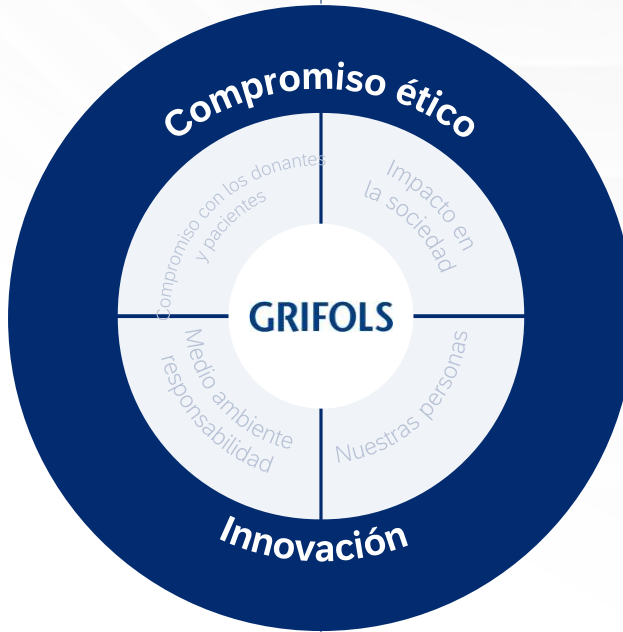 Compromiso ético
Compromiso con los donantes
y pacientes
Impacto en
la sociedad
GRIFOLS
Medio ambiente
responsabilidad
Nuestras personas
Innovación